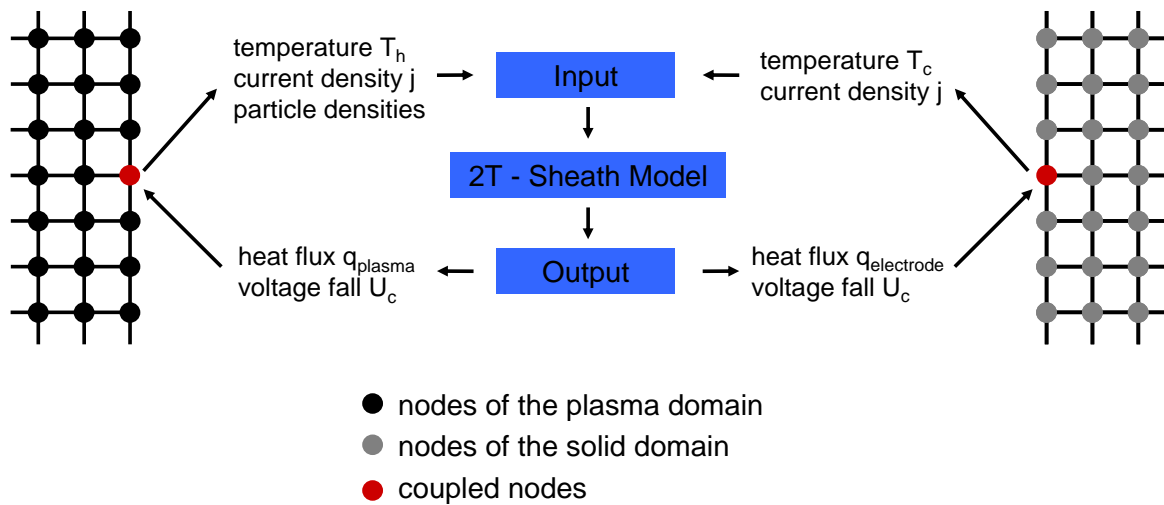 temperature T_h
current density j
particle densities
Input
temperature T_c
current density j
2T - Sheath Model
heat flux q_plasma
voltage fall U_c
Output
heat flux q_electrode
voltage fall U_c
nodes of the plasma domain
nodes of the solid domain
coupled nodes